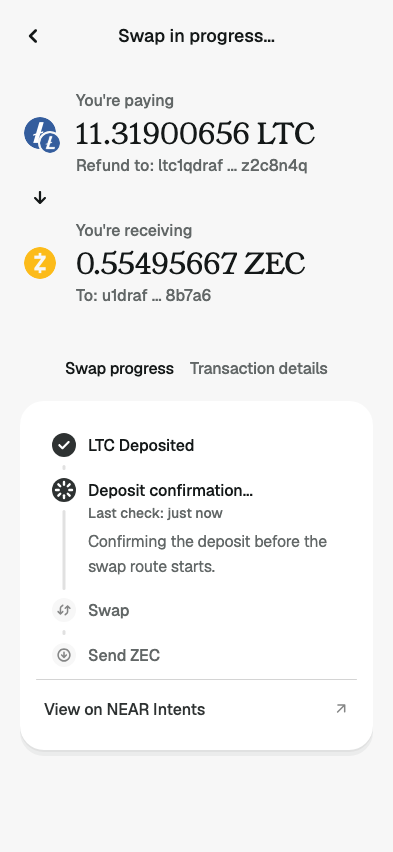 Swap in progress...
You're paying
11.31900656 LTC
Refund to: ltc1qdraf ... z2c8n4q
You're receiving
0.55495667 ZEC
To: u1draf ... 8b7a6
Swap progress Transaction details
LTC Deposited
Deposit confirmation...
Last check: just now
Confirming the deposit before the
swap route starts.
Swap
Send ZEC
View on NEAR Intents